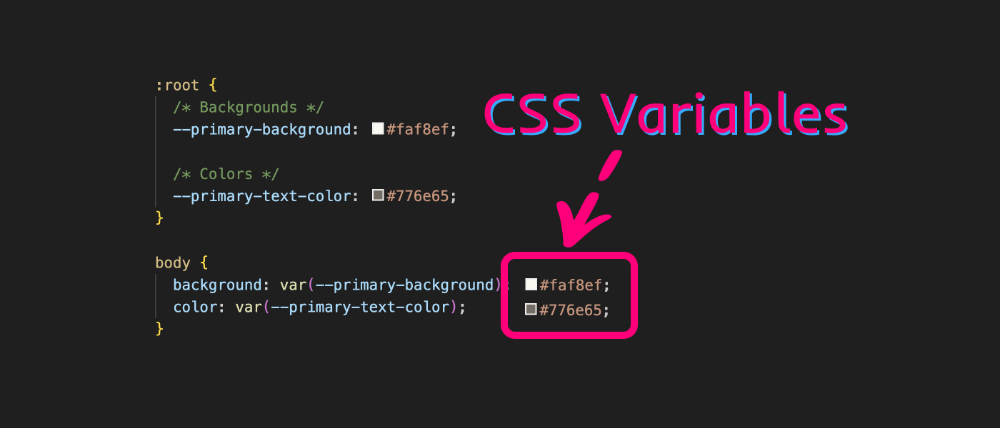 :root {
/* Backgrounds */
--primary-background: #faf8ef;
CSS Variables
/* Colors */
--primary-text-color: #776e65;
}
body {
background: var(--primary-background); #faf8ef;
color: var(--primary-text-color); #776e65;
}